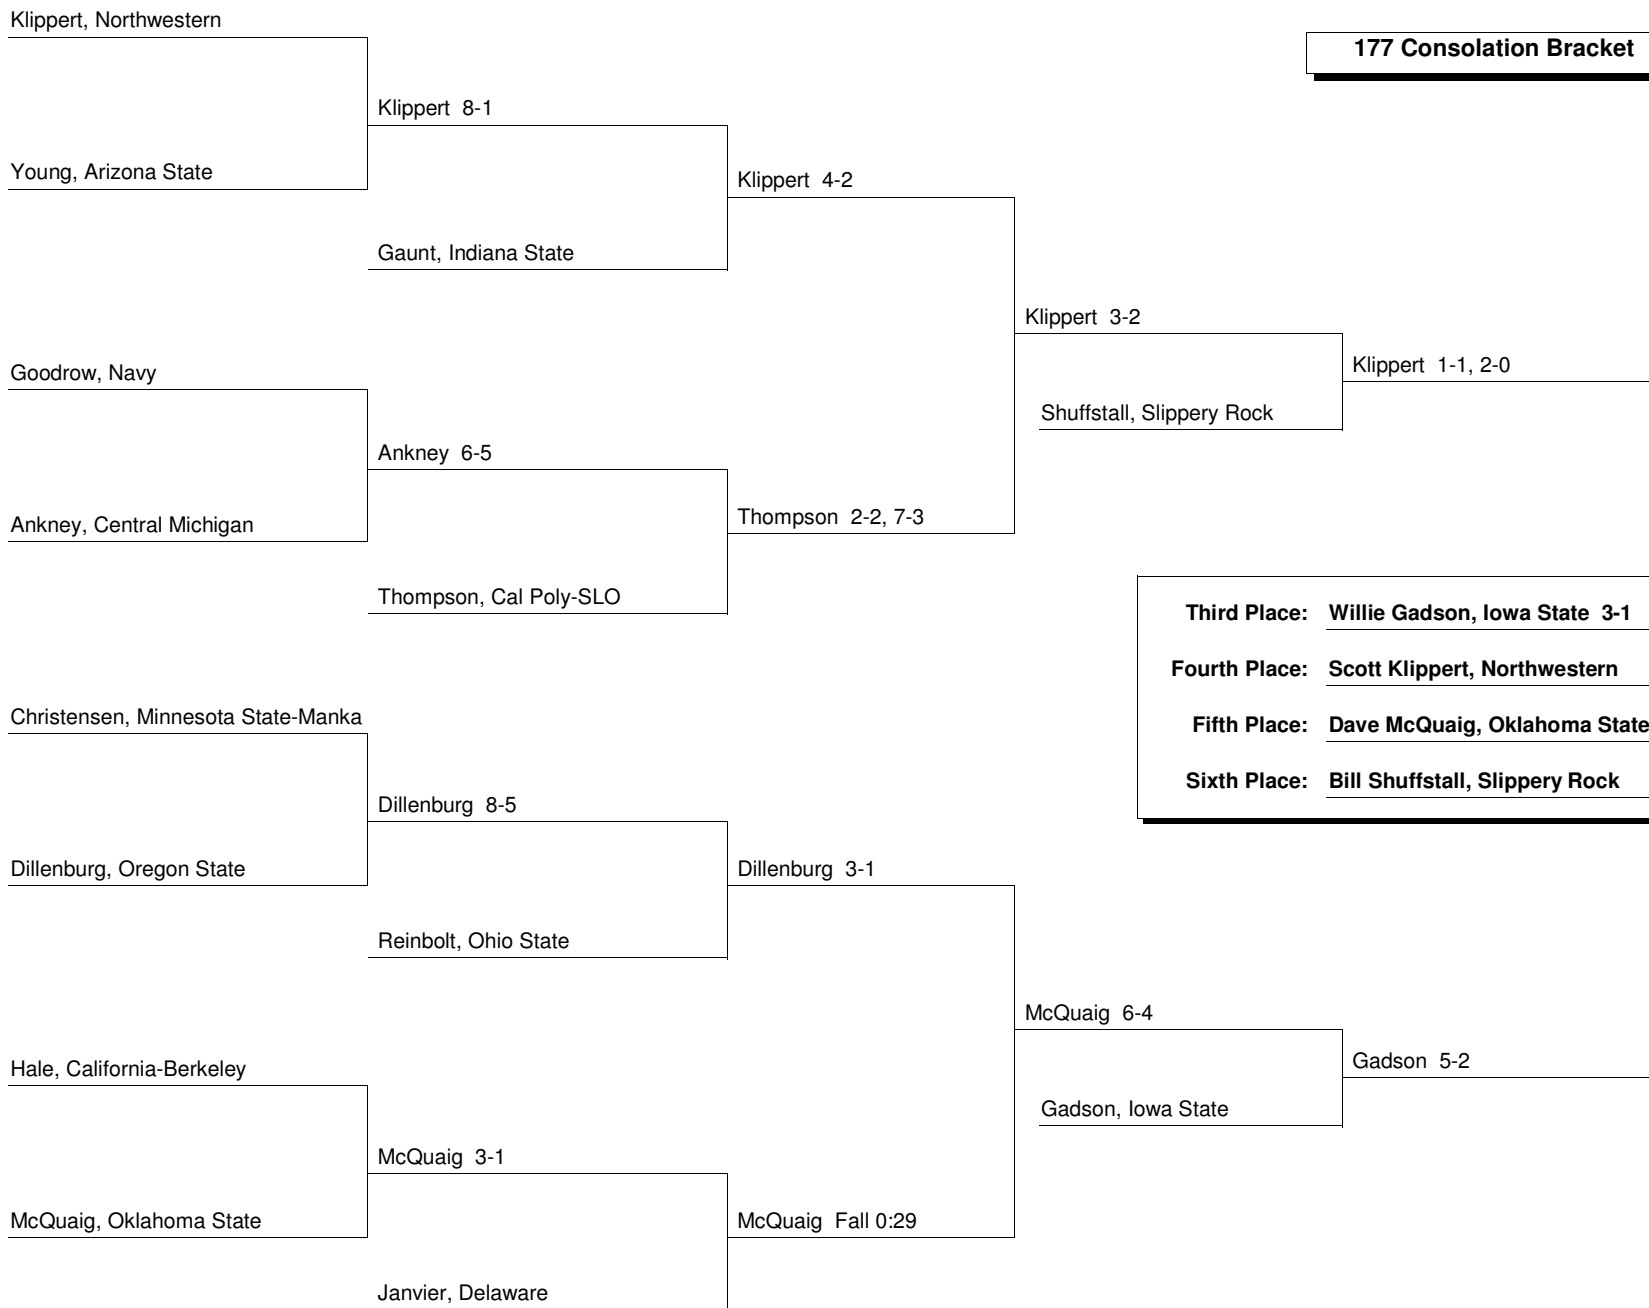 Klippert, Northwestern
177 Consolation Bracket
Klippert 8-1
Young, Arizona State
Klippert 4-2
Gaunt, Indiana State
Klippert 3-2
Klippert 1-1, 2-0
Goodrow, Navy
Shuffstall, Slippery Rock
Ankney 6-5
Ankney, Central Michigan
Thompson 2-2, 7-3
Thompson, Cal Poly-SLO
Third Place: Willie Gadson, Iowa State 3-1
Fourth Place: Scott Klippert, Northwestern
Fifth Place: Dave McQuaig, Oklahoma State
Sixth Place: Bill Shuffstall, Slippery Rock
Christensen, Minnesota State-Manka
Dillenburg 8-5
Dillenburg, Oregon State
Dillenburg 3-1
Reinbolt, Ohio State
McQuaig 6-4
Hale, California-Berkeley
Gadson 5-2
Gadson, Iowa State
McQuaig 3-1
McQuaig, Oklahoma State
McQuaig Fall 0:29
Janvier, Delaware